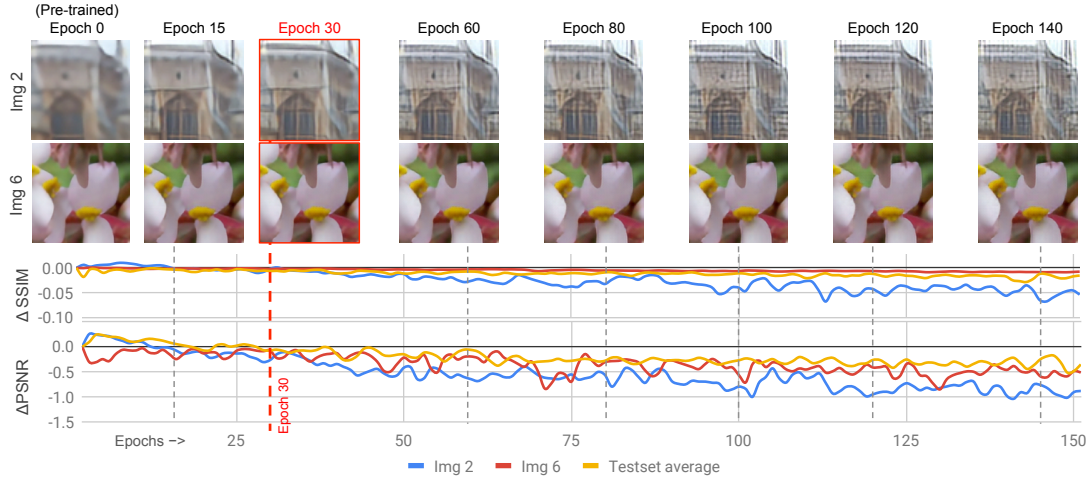 (Pre-trained)
Epoch 0 Epoch 15 Epoch 30 Epoch 60 Epoch 80 Epoch 100 Epoch 120 Epoch 140
Img 2
Img 6
Δ SSIM
0.00
-0.05
-0.10
ΔPSNR
0.0
-0.5
-1.0
-1.5
Epoch 30
Epochs –> 25 50 75 100 125 150
Img 2 Img 6 Testset average